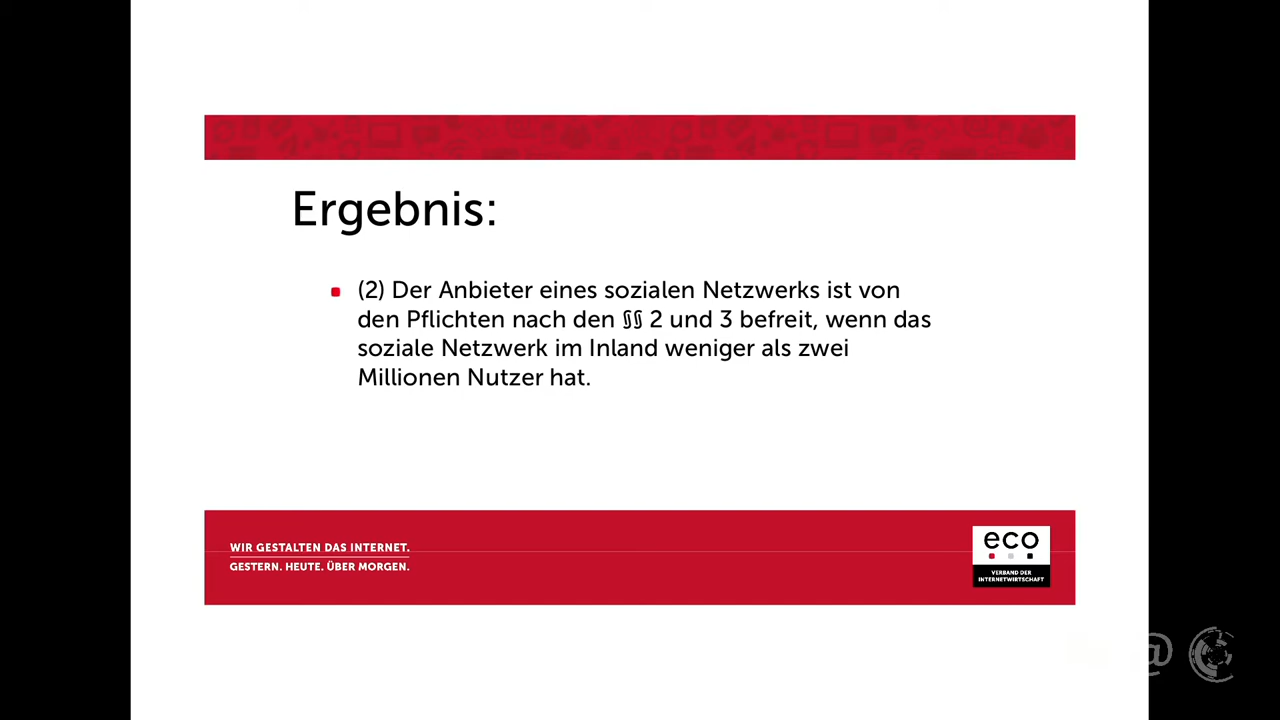 Ergebnis:
(2) Der Anbieter eines sozialen Netzwerks ist von
den Pflichten nach den §§ 2 und 3 befreit, wenn das
soziale Netzwerk im Inland weniger als zwei
Millionen Nutzer hat.
WIR GESTALTEN DAS INTERNET.
GESTERN. HEUTE. ÜBER MORGEN.
eco
VERBAND DER
INTERNETWIRTSCHAFT
@